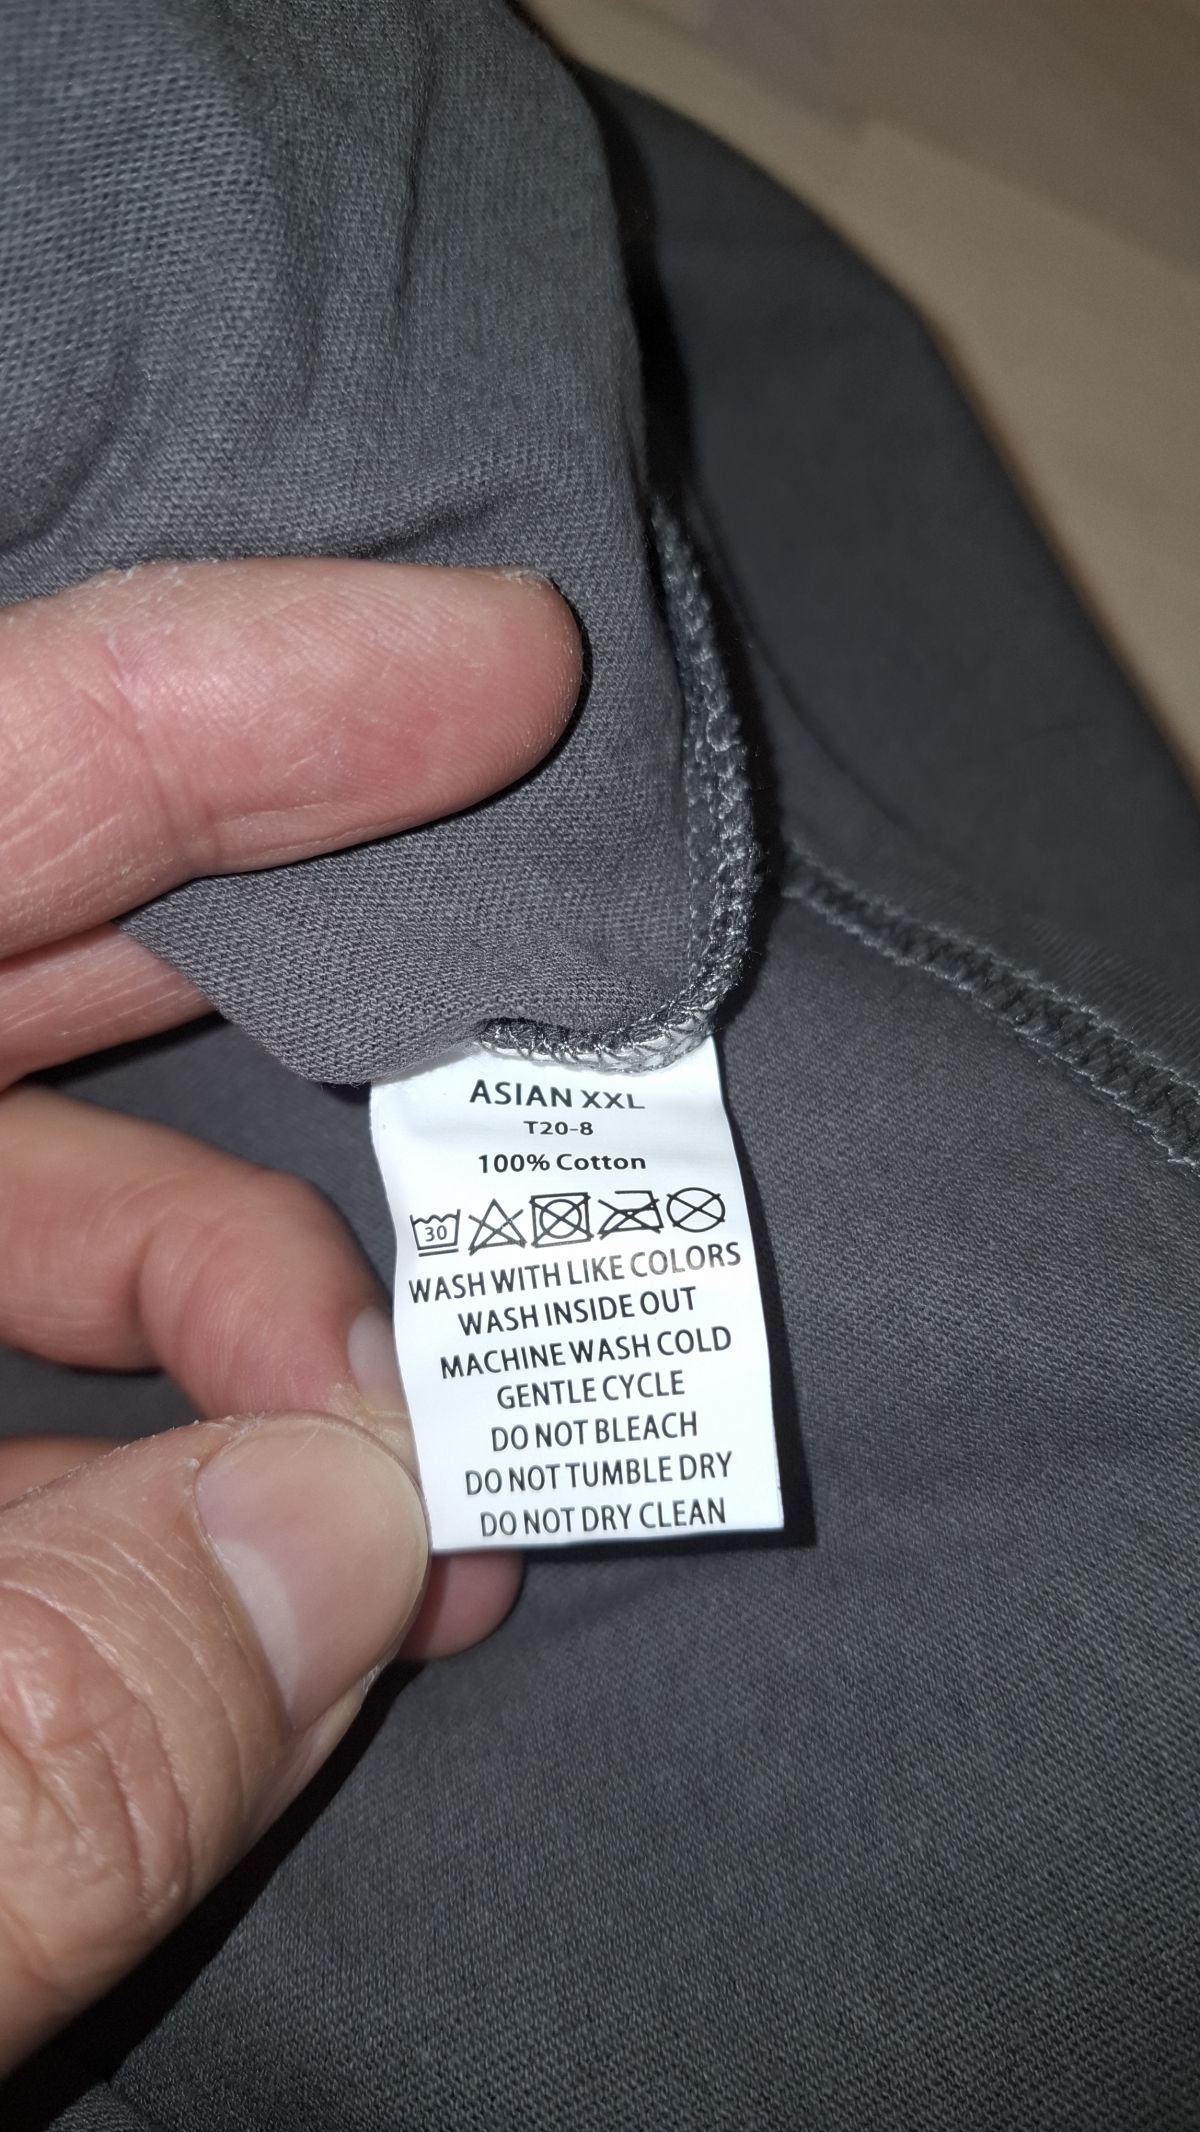 ASIAN XXL
T20-8
100% Cotton
30
WASH WITH LIKE COLORS
WASH INSIDE OUT
MACHINE WASH COLD
GENTLE CYCLE
DO NOT BLEACH
DO NOT TUMBLE DRY
DO NOT DRY CLEAN